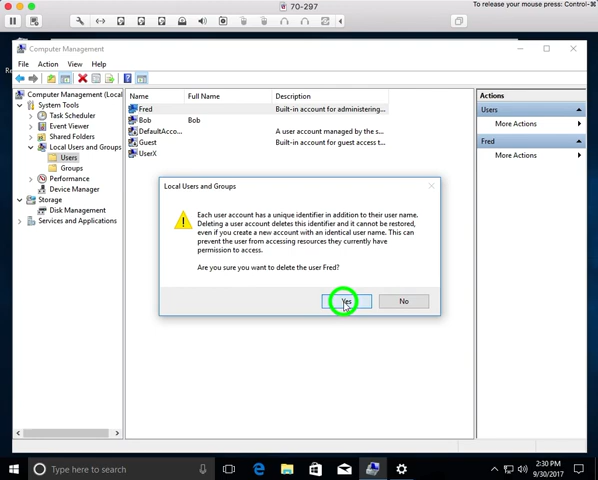 70-297
To release your mouse press: Control-⌘
Computer Management
File Action View Help
Computer Management (Local
System Tools
Task Scheduler
Event Viewer
Shared Folders
Local Users and Groups
Users
Groups
Performance
Device Manager
Storage
Disk Management
Services and Applications
Name Full Name Description
Fred Built-in account for administering...
Bob Bob
DefaultAcco... A user account managed by the s...
Guest Built-in account for guest access t...
UserX
Actions
Users
More Actions
Fred
More Actions
Local Users and Groups
Each user account has a unique identifier in addition to their user name.
Deleting a user account deletes this identifier and it cannot be restored,
even if you create a new account with an identical user name. This can
prevent the user from accessing resources they currently have
permission to access.
Are you sure you want to delete the user Fred?
Yes No
Type here to search
2:30 PM
9/30/2017